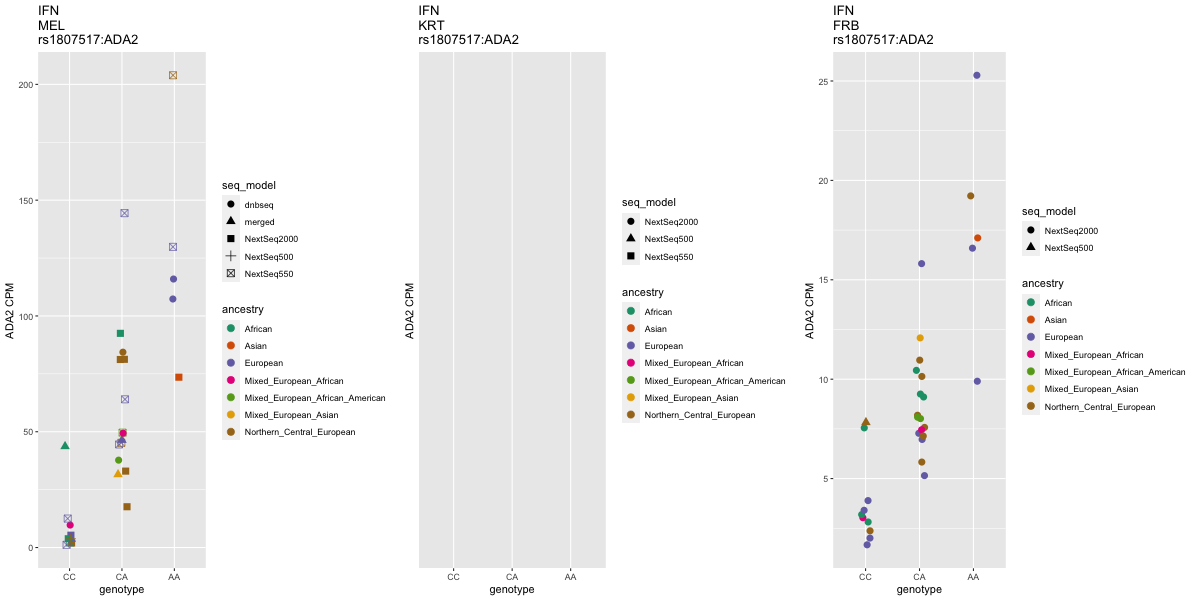 IFN
MEL
rs1807517:ADA2
ADA2 CPM
200
150
100
50
0
CC
CA
AA
genotype
seq_model
dnbseq
merged
NextSeq2000
NextSeq500
NextSeq550
ancestry
African
Asian
European
Mixed_European_African
Mixed_European_African_American
Mixed_European_Asian
Northern_Central_European
IFN
KRT
rs1807517:ADA2
ADA2 CPM
CC
CA
AA
genotype
seq_model
NextSeq2000
NextSeq500
NextSeq550
ancestry
African
Asian
European
Mixed_European_African
Mixed_European_African_American
Mixed_European_Asian
Northern_Central_European
IFN
FRB
rs1807517:ADA2
ADA2 CPM
25
20
15
10
5
CC
CA
AA
genotype
seq_model
NextSeq2000
NextSeq500
ancestry
African
Asian
European
Mixed_European_African
Mixed_European_African_American
Mixed_European_Asian
Northern_Central_European